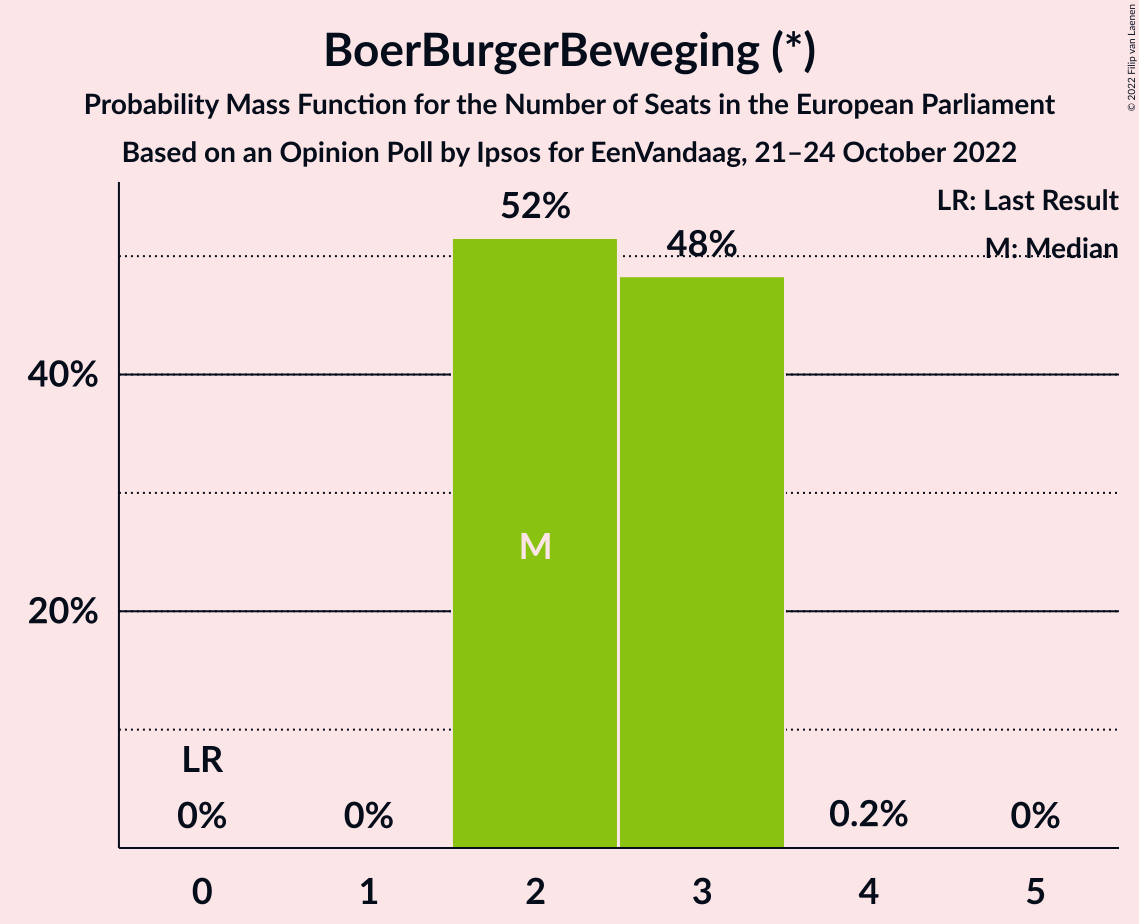 BoerBurgerBeweging (*)
Probability Mass Function for the Number of Seats in the European Parliament
Based on an Opinion Poll by Ipsos for EenVandaag, 21–24 October 2022
© 2022 Filip van Laenen
LR: Last Result
M: Median
52%
48%
40%
M
20%
LR
0%
0%
0.2%
0%
0 1 2 3 4 5